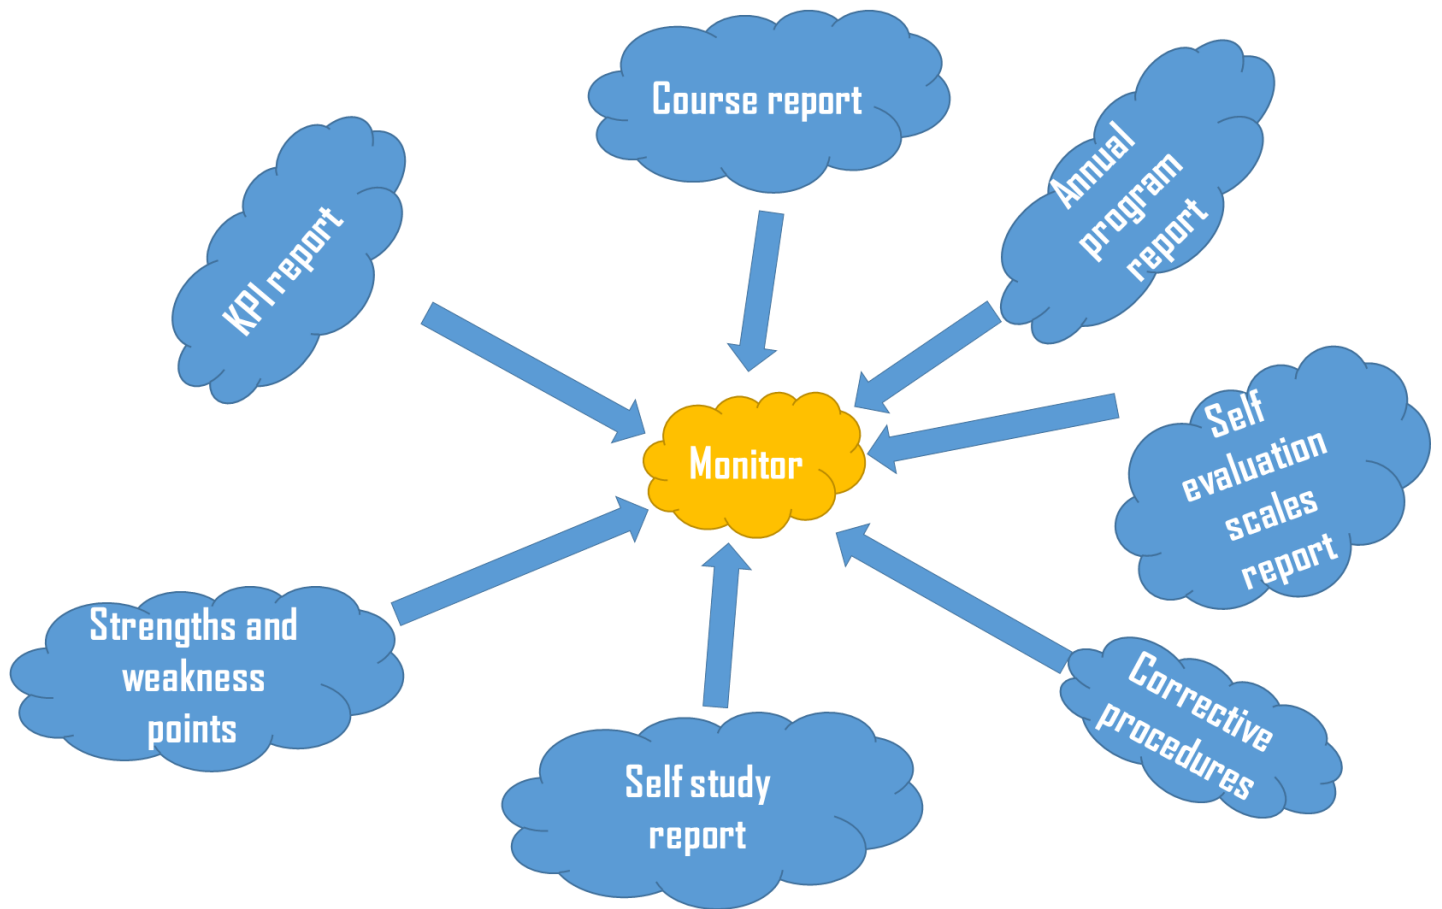 Course report
Annual
program
report
KPI report
Self
evaluation
scales
report
Monitor
Strengths and
weakness
points
Corrective
procedures
Self study
report